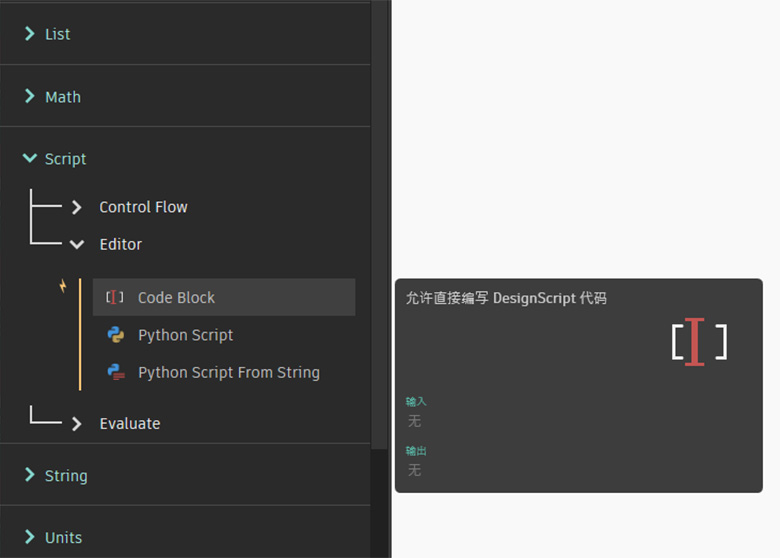 List
Math
Script
Control Flow
Editor
Code Block
Python Script
Python Script From String
Evaluate
String
Units
允许直接编写 DesignScript 代码
输入
无
输出
无